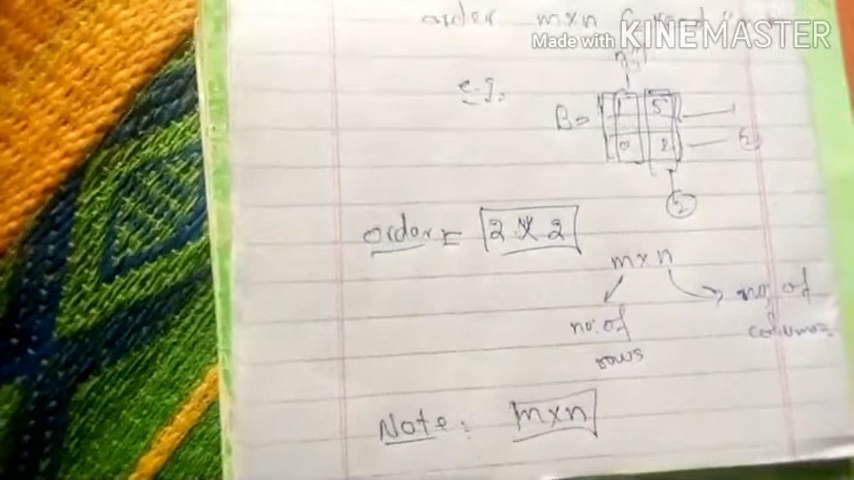 order m×n
Made with KINEMASTER
e.g.
B = 1 5
0 2
2
order = 2 × 2
m×n
no. of rows
no. of columns
Note: m×n